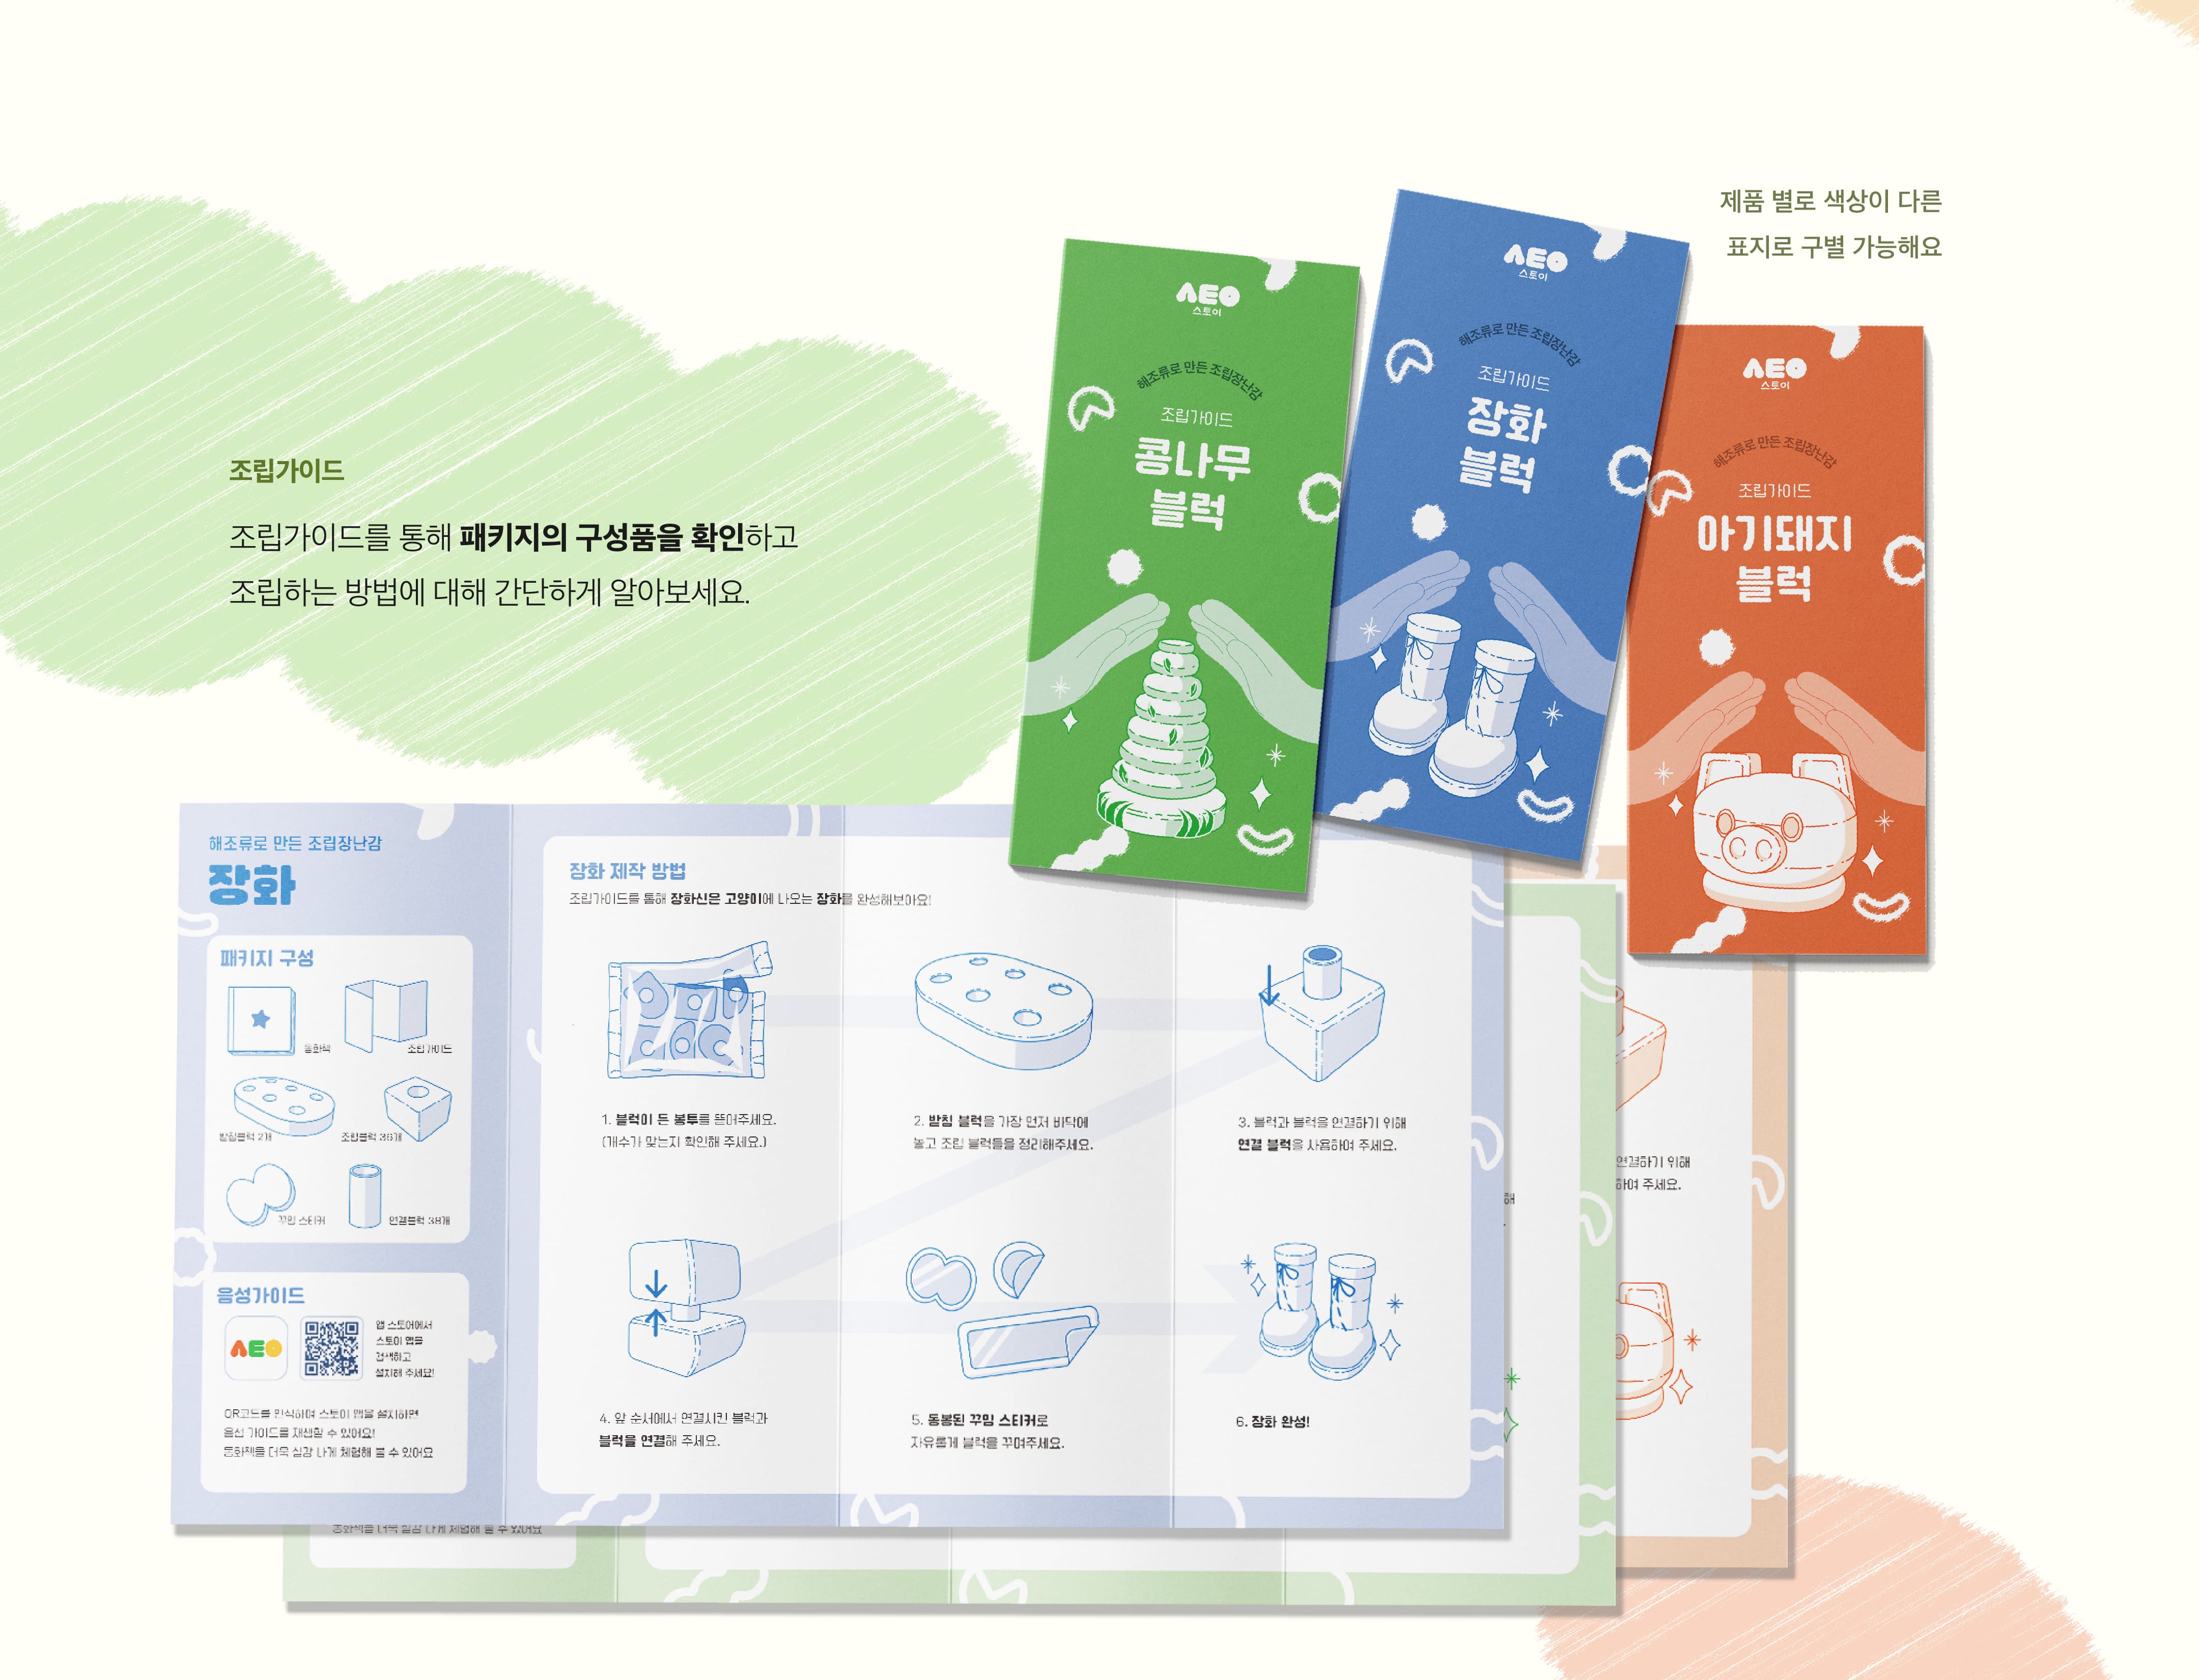 제품 별로 색상이 다른
표지로 구별 가능해요
조립가이드
조립가이드를 통해 패키지의 구성품을 확인하고
조립하는 방법에 대해 간단하게 알아보세요.
AEO
스토이
해조류로 만든 조립장난감
조립가이드
콩나무
블럭
AEO
스토이
해조류로 만든 조립장난감
조립가이드
장화
블럭
AEO
스토이
해조류로 만든 조립장난감
조립가이드
아기돼지
블럭
해조류로 만든 조립장난감
장화
패키지 구성
동화책
조립가이드
받침블럭 2개
조립블럭 36개
꾸밈 스티커
연결블럭 38개
음성가이드
AEO
앱 스토어에서
스토이 앱을
검색하고
설치해 주세요!
QR코드를 인식하여 스토이 앱을 설치하면
음성 가이드를 재생할 수 있어요!
동화책을 더욱 실감 나게 체험해 볼 수 있어요
장화 제작 방법
조립가이드를 통해 장화신은 고양이에 나오는 장화를 완성해보아요!
1. 블럭이 든 봉투를 뜯어주세요.
(개수가 맞는지 확인해 주세요.)
2. 받침 블럭을 가장 먼저 바닥에
놓고 조립 블럭들을 정리해주세요.
3. 블럭과 블럭을 연결하기 위해
연결 블럭을 사용하여 주세요.
4. 앞 순서에서 연결시킨 블럭과
블럭을 연결해 주세요.
5. 동봉된 꾸밈 스티커로
자유롭게 블럭을 꾸며주세요.
6. 장화 완성!
해
연결하기 위해
하여 주세요.
동화책을 더욱 실감 나게 체험해 볼 수 있어요